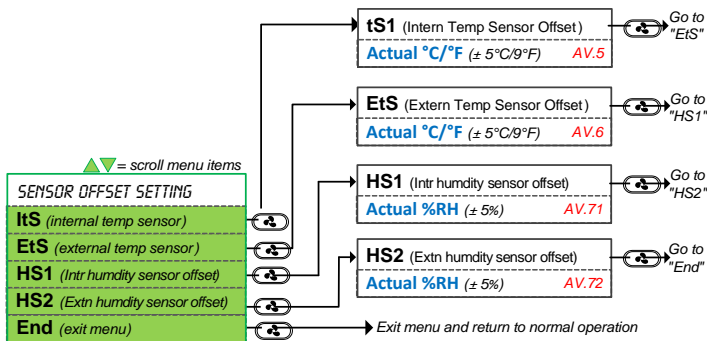 tS1 (Intern Temp Sensor Offset)
Actual °C/°F (± 5°C/9°F) AV.5
Go to
"EtS"
EtS (Extern Temp Sensor Offset)
Actual °C/°F (± 5°C/9°F) AV.6
Go to
"HS1"
= scroll menu items
SENSOR OFFSET SETTING
ItS (internal temp sensor)
EtS (external temp sensor)
HS1 (Intr humdity sensor offset)
HS2 (Extn humdity sensor offset)
End (exit menu)
HS1 (Intr humdity sensor offset)
Actual %RH (± 5%) AV.71
Go to
"HS2"
HS2 (Extn humdity sensor offset)
Actual %RH (± 5%) AV.72
Go to
"End"
Exit menu and return to normal operation